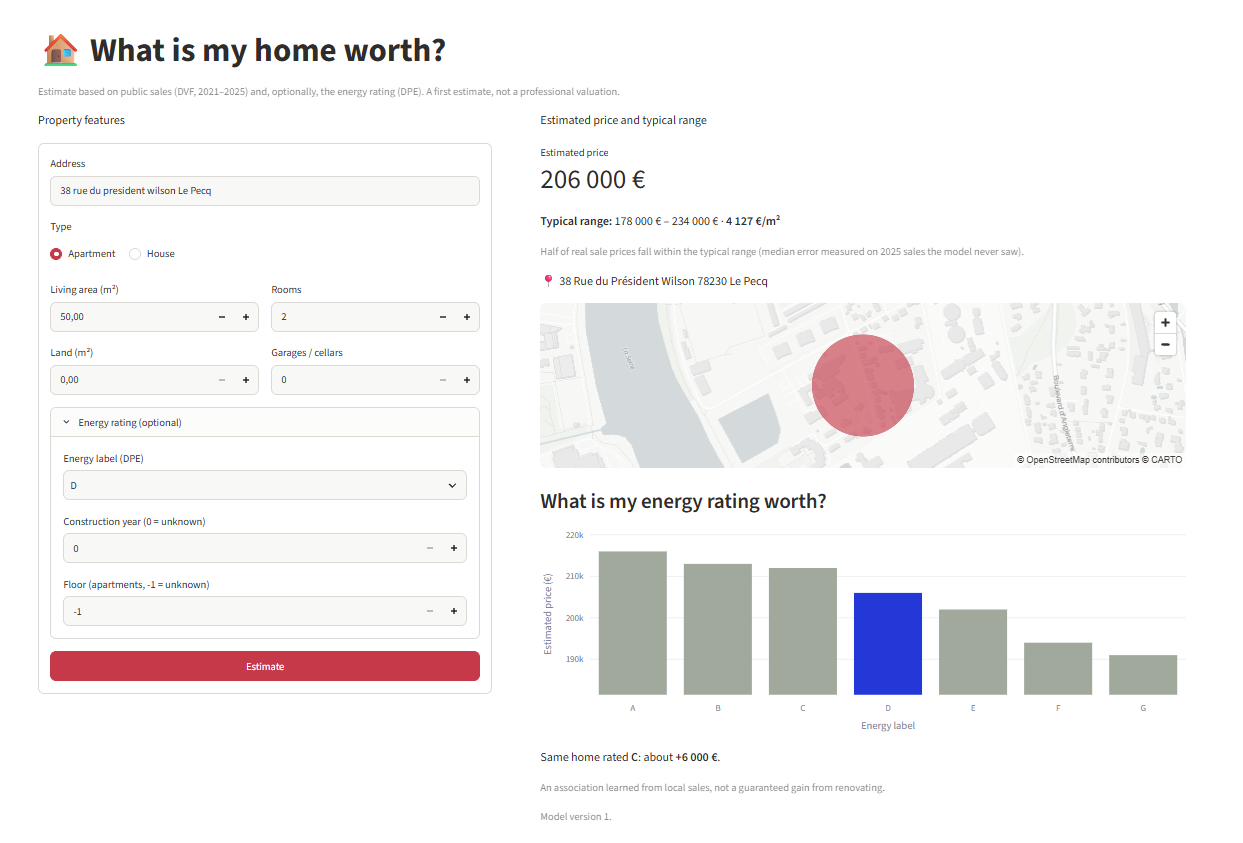 What is my home worth?
Estimate based on public sales (DVF, 2021–2025) and, optionally, the energy rating (DPE). A first estimate, not a professional valuation.
Property features
Address
38 rue du president wilson Le Pecq
Type
Apartment House
Living area (m²) Rooms
50,00 − + 2 − +
Land (m²) Garages / cellars
0,00 − + 0 − +
Energy rating (optional)
Energy label (DPE)
D
Construction year (0 = unknown)
0 − +
Floor (apartments, -1 = unknown)
-1 − +
Estimate
Estimated price and typical range
Estimated price
206 000 €
Typical range: 178 000 € – 234 000 € · 4 127 €/m²
Half of real sale prices fall within the typical range (median error measured on 2025 sales the model never saw).
38 Rue du Président Wilson 78230 Le Pecq
+
−
La Seine
Boulevard d'Angleterre
© OpenStreetMap contributors © CARTO
What is my energy rating worth?
Estimated price (€)
220k
210k
200k
190k
A B C D E F G
Energy label
Same home rated C: about +6 000 €.
An association learned from local sales, not a guaranteed gain from renovating.
Model version 1.